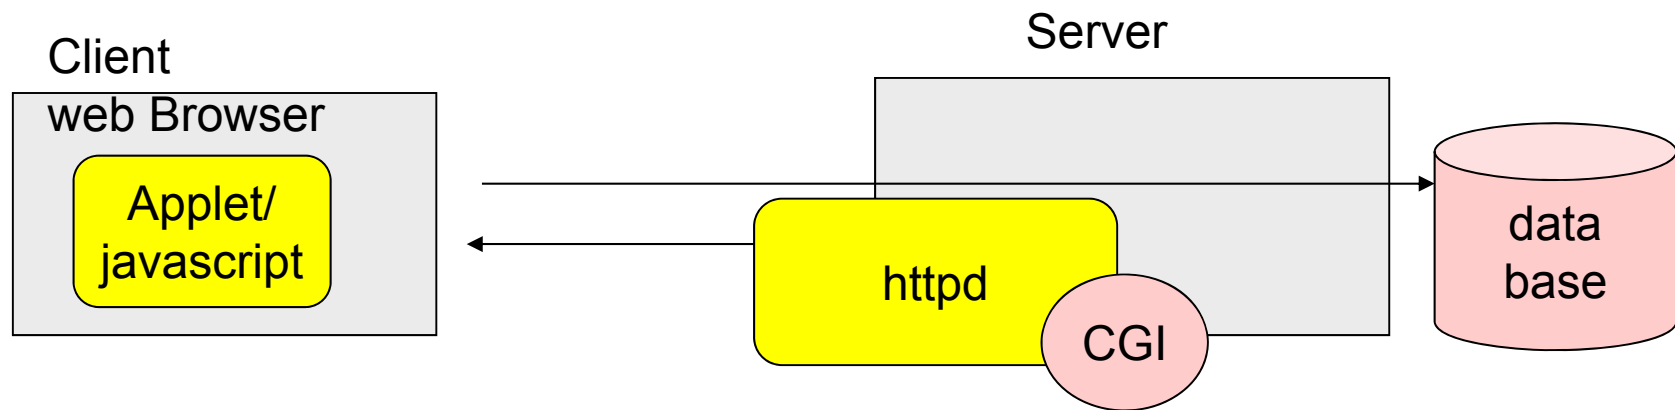 Client
web Browser
Applet/
javascript
Server
httpd
CGI
data
base